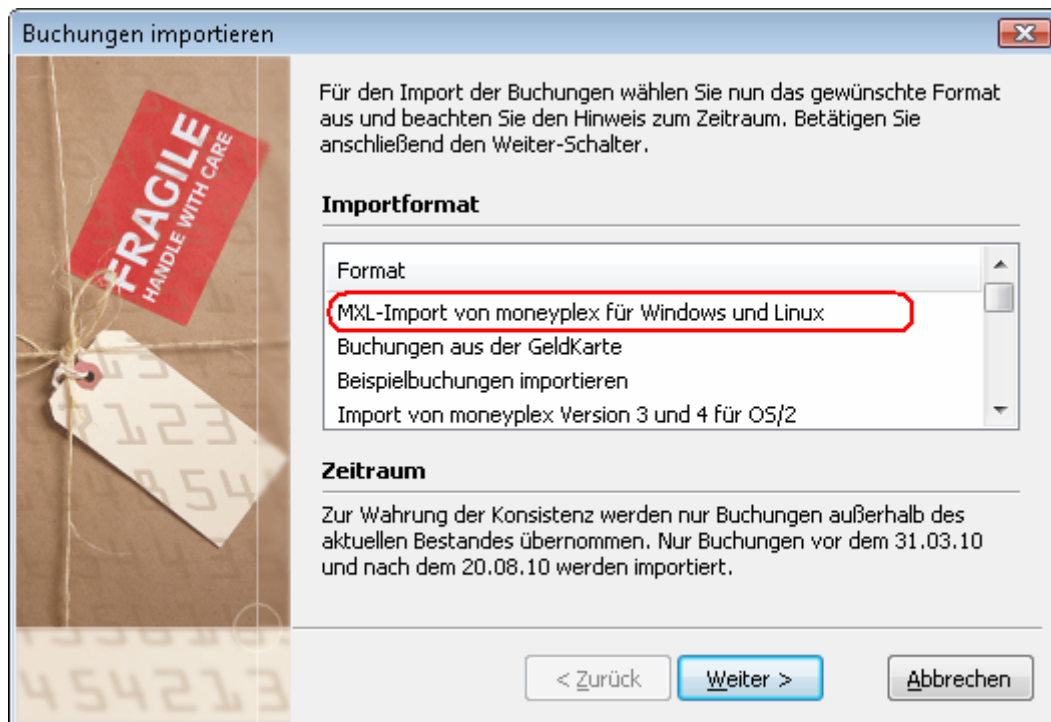 Buchungen importieren
FRAGILE
HANDLE WITH CARE
Für den Import der Buchungen wählen Sie nun das gewünschte Format
aus und beachten Sie den Hinweis zum Zeitraum. Betätigen Sie
anschließend den Weiter-Schalter.
Importformat
Format
MXL-Import von moneyplex für Windows und Linux
Buchungen aus der GeldKarte
Beispielbuchungen importieren
Import von moneyplex Version 3 und 4 für OS/2
Zeitraum
Zur Wahrung der Konsistenz werden nur Buchungen außerhalb des
aktuellen Bestandes übernommen. Nur Buchungen vor dem 31.03.10
und nach dem 20.08.10 werden importiert.
< Zurück
Weiter >
Abbrechen
454213